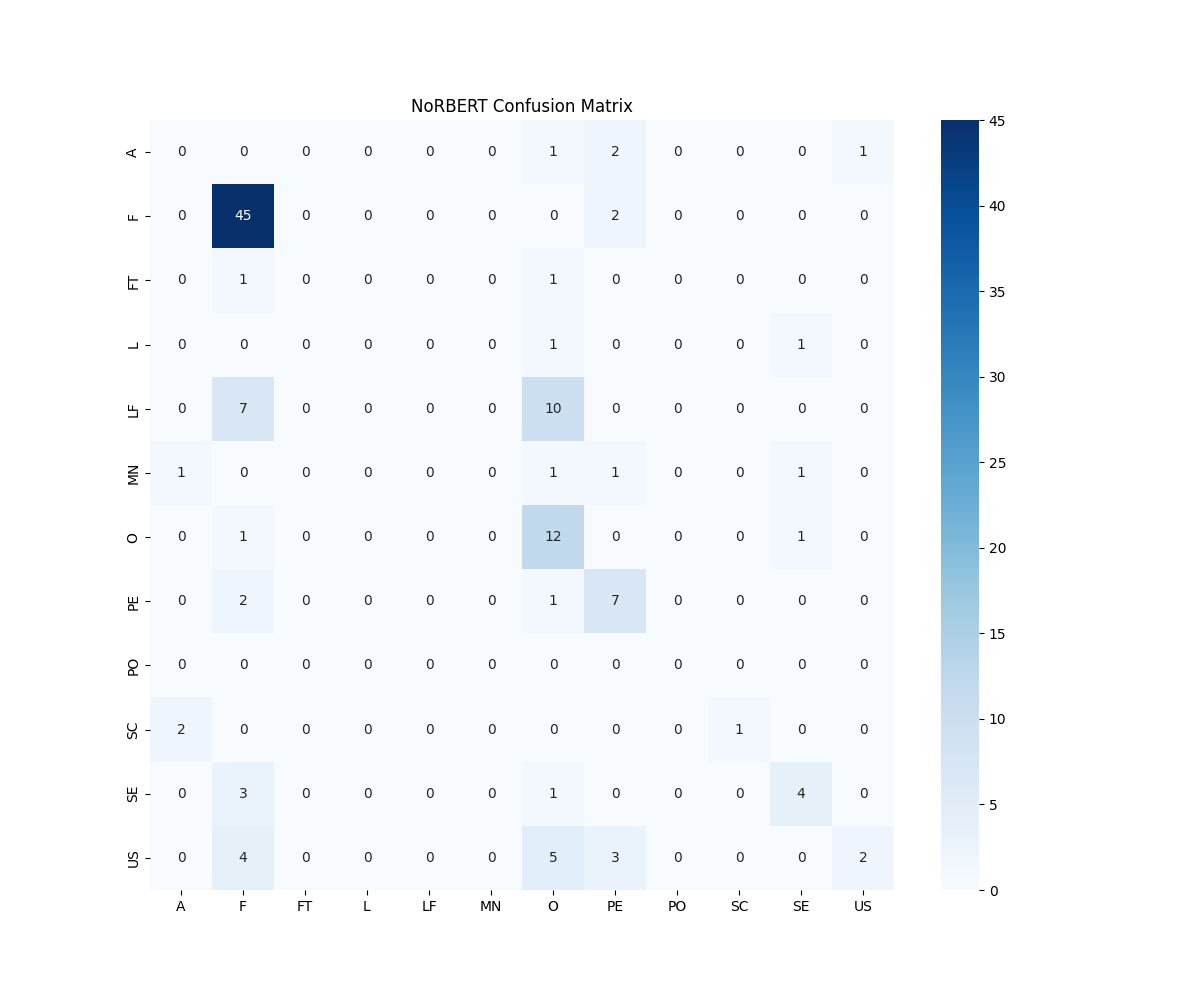 NoRBERT Confusion Matrix
A 0 0 0 0 0 0 1 2 0 0 0 1
F 0 45 0 0 0 0 0 2 0 0 0 0
FT 0 1 0 0 0 0 1 0 0 0 0 0
L 0 0 0 0 0 0 1 0 0 0 1 0
LF 0 7 0 0 0 0 10 0 0 0 0 0
MN 1 0 0 0 0 0 1 1 0 0 1 0
O 0 1 0 0 0 0 12 0 0 0 1 0
PE 0 2 0 0 0 0 1 7 0 0 0 0
PO 0 0 0 0 0 0 0 0 0 0 0 0
SC 2 0 0 0 0 0 0 0 0 1 0 0
SE 0 3 0 0 0 0 1 0 0 0 4 0
US 0 4 0 0 0 0 5 3 0 0 0 2
A F FT L LF MN O PE PO SC SE US
45
40
35
30
25
20
15
10
5
0